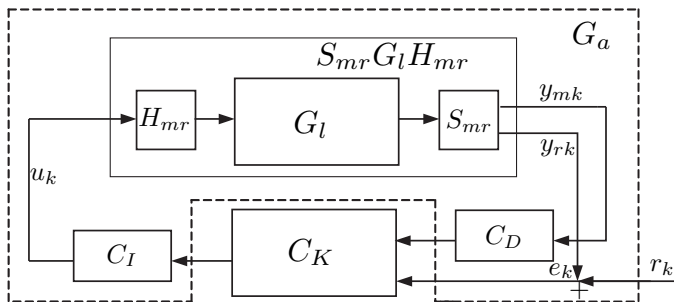 G_a
S_{mr}G_lH_{mr}
H_{mr}
G_l
S_{mr}
y_{mk}
y_{rk}
u_k
C_I
C_K
C_D
e_k
r_k
+